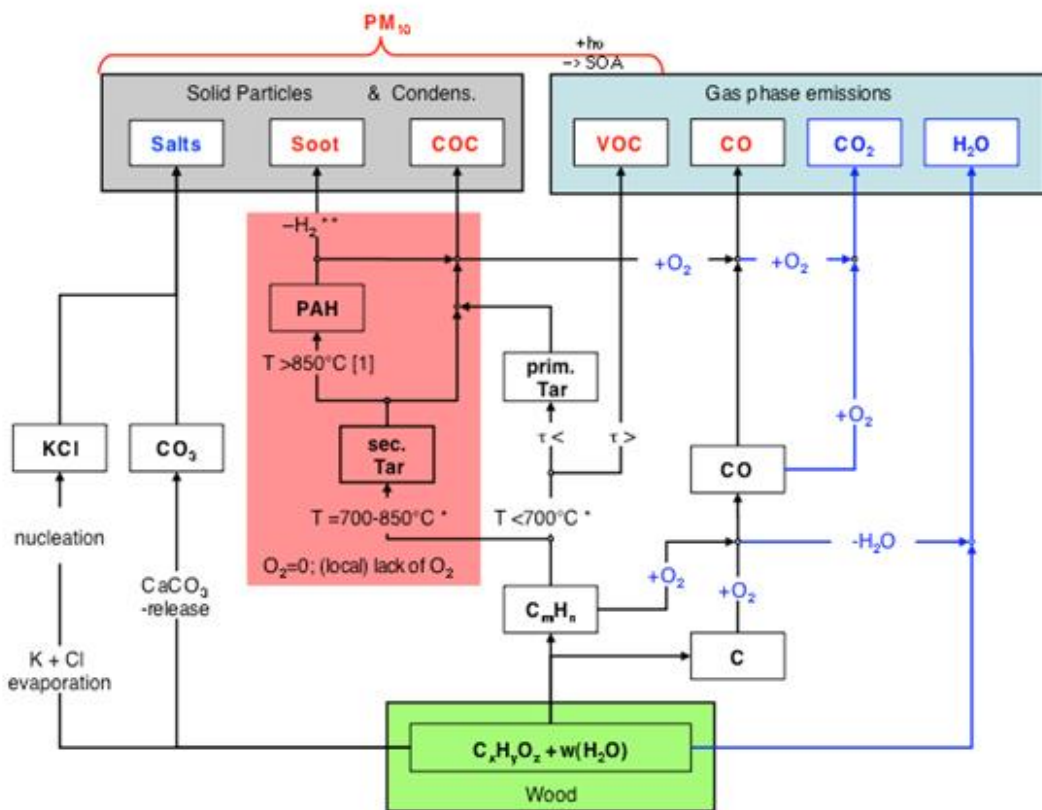 PM₁₀
+hυ
–> SOA
Solid Particles & Condens.
Gas phase emissions
Salts
Soot
COC
VOC
CO
CO₂
H₂O
–H₂ **
+O₂
+O₂
PAH
T >850°C [1]
prim.
Tar
KCl
CO₃
sec.
Tar
τ <
τ >
CO
+O₂
nucleation
T =700-850°C *
T <700°C *
O₂=0; (local) lack of O₂
-H₂O
CaCO₃
-release
+O₂
+O₂
CₘHₙ
C
K + Cl
evaporation
CₓHᵧO_z + w(H₂O)
Wood